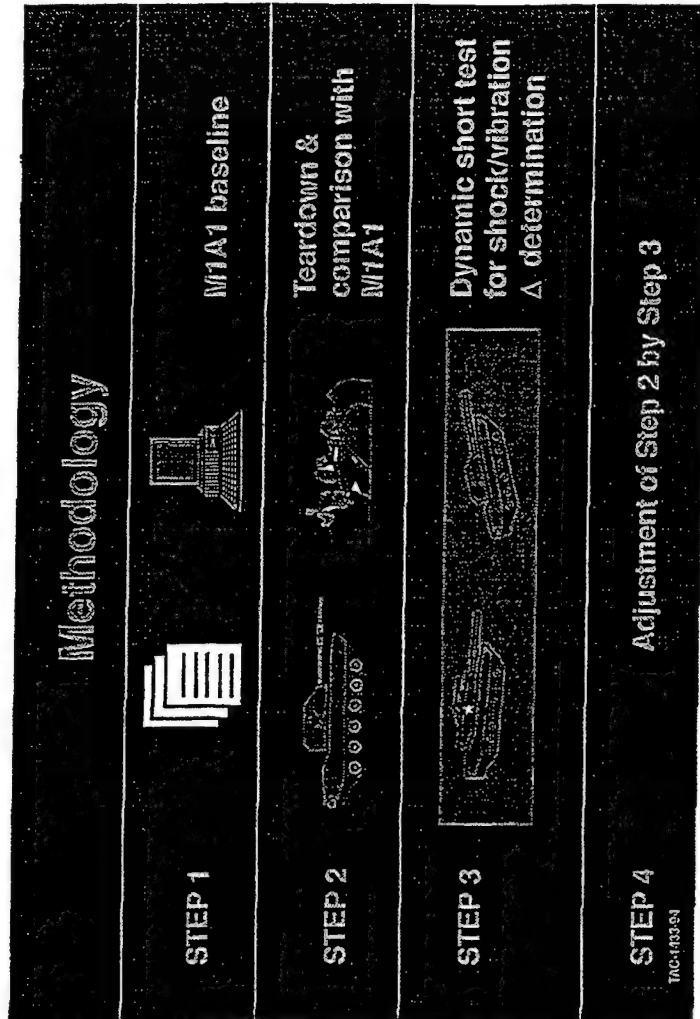 Methodology
STEP 1
M1A1 baseline
STEP 2
Teardown &
comparison with
M1A1
STEP 3
Dynamic short test
for shock/vibration
Δ determination
STEP 4
Adjustment of Step 2 by Step 3
TAC-1433-94